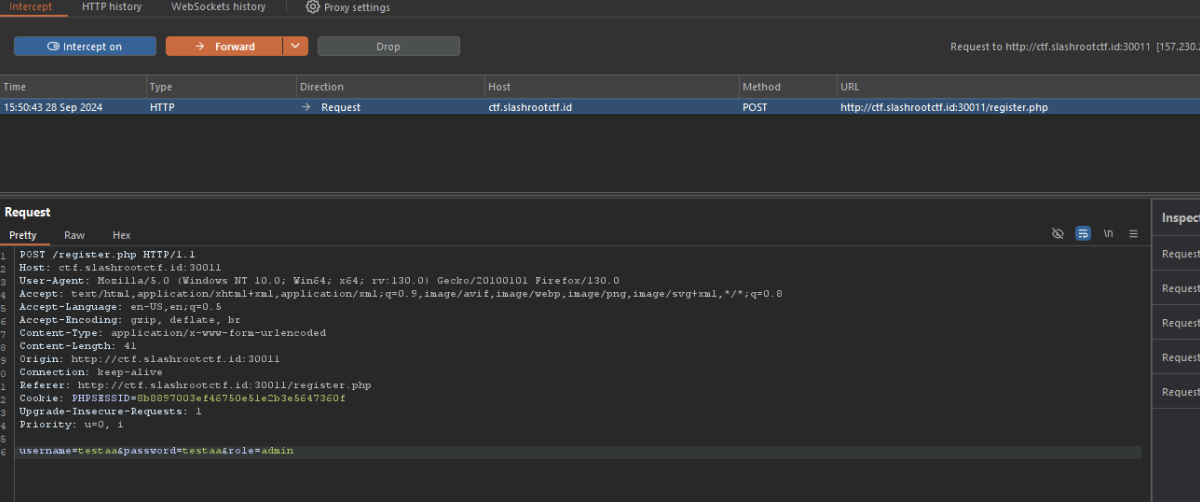 Intercept HTTP history WebSockets history Proxy settings
Intercept on Forward Drop Request to http://ctf.slashrootctf.id:30011 [157.230.
Time Type Direction Host Method URL
15:50:43 28 Sep 2024 HTTP Request ctf.slashrootctf.id POST http://ctf.slashrootctf.id:30011/register.php
Request
Inspect
Pretty Raw Hex \n
1 POST /register.php HTTP/1.1
2 Host: ctf.slashrootctf.id:30011
3 User-Agent: Mozilla/5.0 (Windows NT 10.0; Win64; x64; rv:130.0) Gecko/20100101 Firefox/130.0
4 Accept: text/html,application/xhtml+xml,application/xml;q=0.9,image/avif,image/webp,image/png,image/svg+xml,*/*;q=0.8
5 Accept-Language: en-US,en;q=0.5
6 Accept-Encoding: gzip, deflate, br
7 Content-Type: application/x-www-form-urlencoded
8 Content-Length: 41
9 Origin: http://ctf.slashrootctf.id:30011
0 Connection: keep-alive
1 Referer: http://ctf.slashrootctf.id:30011/register.php
2 Cookie: PHPSESSID=8b8897003ef46750e51e2b3e5647360f
3 Upgrade-Insecure-Requests: 1
4 Priority: u=0, i
5
6 username=testaa&password=testaa&role=admin
Request
Request
Request
Request
Request